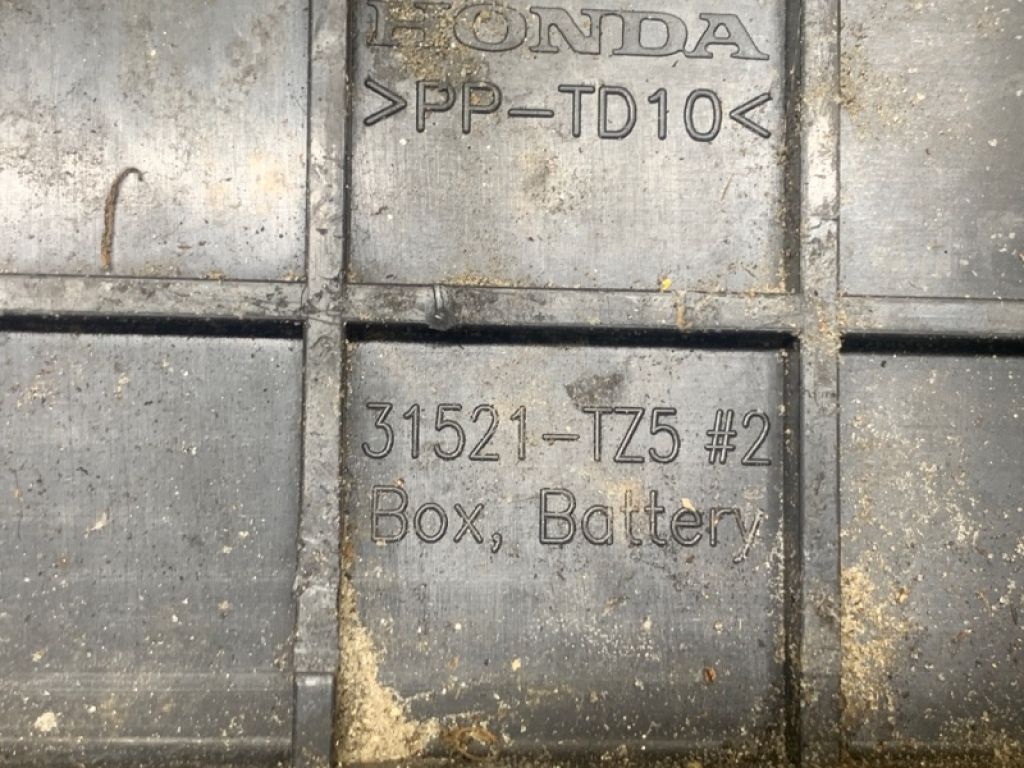 HONDA
>PP-TD10<
31521-TZ5 #2
Box, Battery